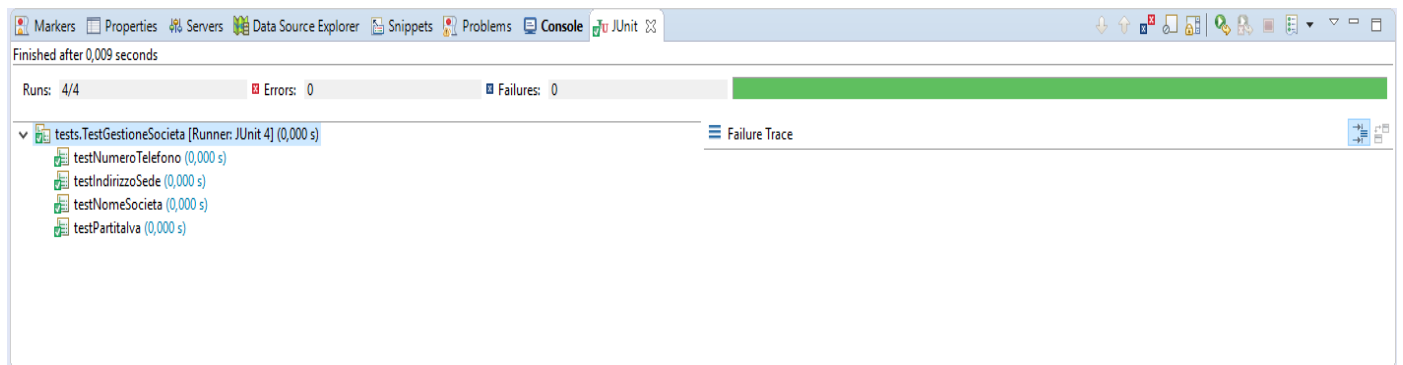 Markers Properties Servers Data Source Explorer Snippets Problems Console JUnit
Finished after 0,009 seconds
Runs: 4/4 Errors: 0 Failures: 0
tests.TestGestioneSocieta [Runner: JUnit 4] (0,000 s)
Failure Trace
testNumeroTelefono (0,000 s)
testIndirizzoSede (0,000 s)
testNomeSocieta (0,000 s)
testPartitaIva (0,000 s)